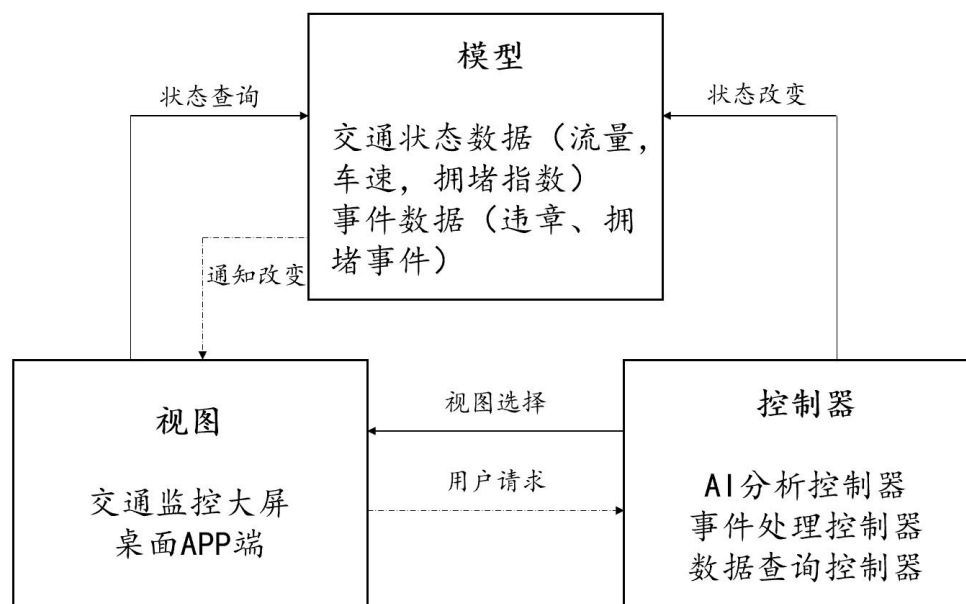 模型
状态查询
状态改变
交通状态数据（流量，
车速，拥堵指数）
事件数据（违章、拥
堵事件）
通知改变
视图
交通监控大屏
桌面APP端
视图选择
用户请求
控制器
AI分析控制器
事件处理控制器
数据查询控制器